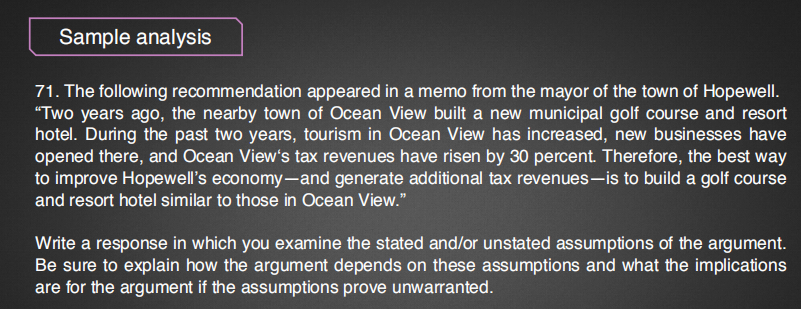 Sample analysis
71. The following recommendation appeared in a memo from the mayor of the town of Hopewell.
“Two years ago, the nearby town of Ocean View built a new municipal golf course and resort
hotel. During the past two years, tourism in Ocean View has increased, new businesses have
opened there, and Ocean View‘s tax revenues have risen by 30 percent. Therefore, the best way
to improve Hopewell’s economy—and generate additional tax revenues—is to build a golf course
and resort hotel similar to those in Ocean View.”
Write a response in which you examine the stated and/or unstated assumptions of the argument.
Be sure to explain how the argument depends on these assumptions and what the implications
are for the argument if the assumptions prove unwarranted.